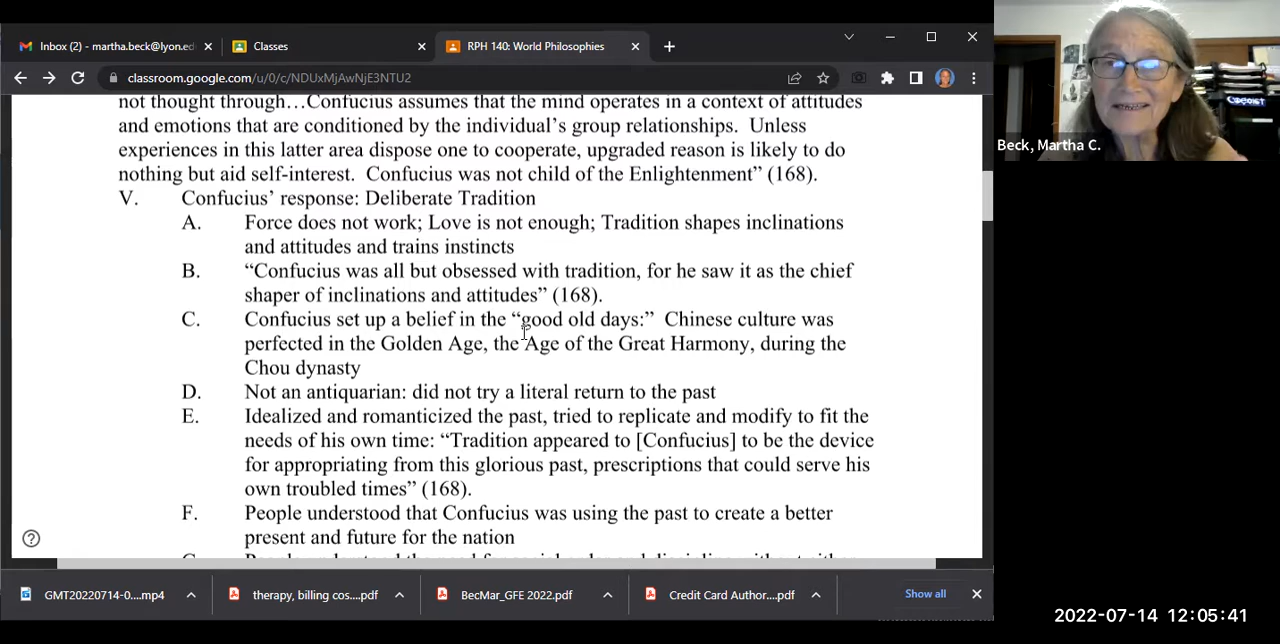 Inbox (2) - martha.beck@lyon.ed
Classes
RPH 140: World Philosophies
classroom.google.com/u/0/c/NDUxMjAwNjE3NTU2
not thought through…Confucius assumes that the mind operates in a context of attitudes
and emotions that are conditioned by the individual's group relationships.  Unless
experiences in this latter area dispose one to cooperate, upgraded reason is likely to do
nothing but aid self-interest.  Confucius was not child of the Enlightenment” (168).
V. Confucius' response: Deliberate Tradition
A. Force does not work; Love is not enough; Tradition shapes inclinations
and attitudes and trains instincts
B. “Confucius was all but obsessed with tradition, for he saw it as the chief
shaper of inclinations and attitudes” (168).
C. Confucius set up a belief in the “good old days:”  Chinese culture was
perfected in the Golden Age, the Age of the Great Harmony, during the
Chou dynasty
D. Not an antiquarian: did not try a literal return to the past
E. Idealized and romanticized the past, tried to replicate and modify to fit the
needs of his own time: “Tradition appeared to [Confucius] to be the device
for appropriating from this glorious past, prescriptions that could serve his
own troubled times” (168).
F. People understood that Confucius was using the past to create a better
present and future for the nation
Beck, Martha C.
GMT20220714-0....mp4
therapy, billing cos....pdf
BecMar_GFE 2022.pdf
Credit Card Author....pdf
Show all
2022-07-14 12:05:41